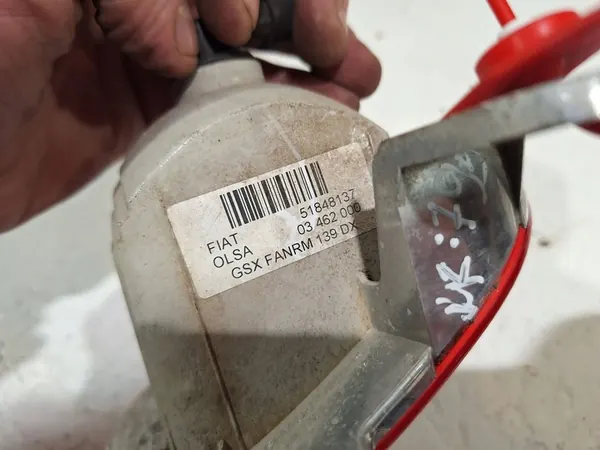 FIAT 51848137
OLSA 03 462 000
GSX FANRM 139 DX